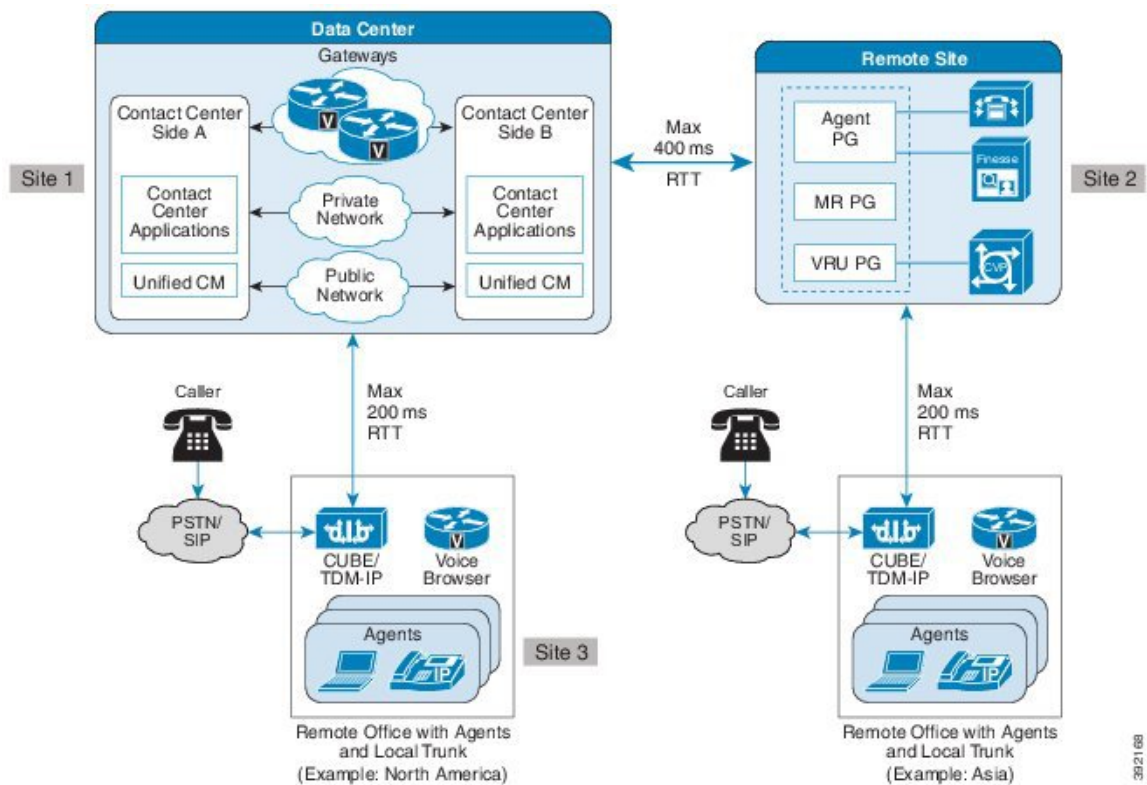 Data Center
Gateways
Contact Center
Side A
Contact
Center
Applications
Unified CM
V
V
Private
Network
Public
Network
Contact Center
Side B
Contact
Center
Applications
Unified CM
Site 1
Max
400 ms
RTT
Remote Site
Agent
PG
MR PG
VRU PG
Finesse
CVP
Site 2
Caller
PSTN/
SIP
Max
200 ms
RTT
CUBE/
TDM-IP
V
Voice
Browser
Agents
IP
Site 3
Remote Office with Agents
and Local Trunk
(Example: North America)
Caller
PSTN/
SIP
Max
200 ms
RTT
CUBE/
TDM-IP
V
Voice
Browser
Agents
IP
Remote Office with Agents
and Local Trunk
(Example: Asia)
392168